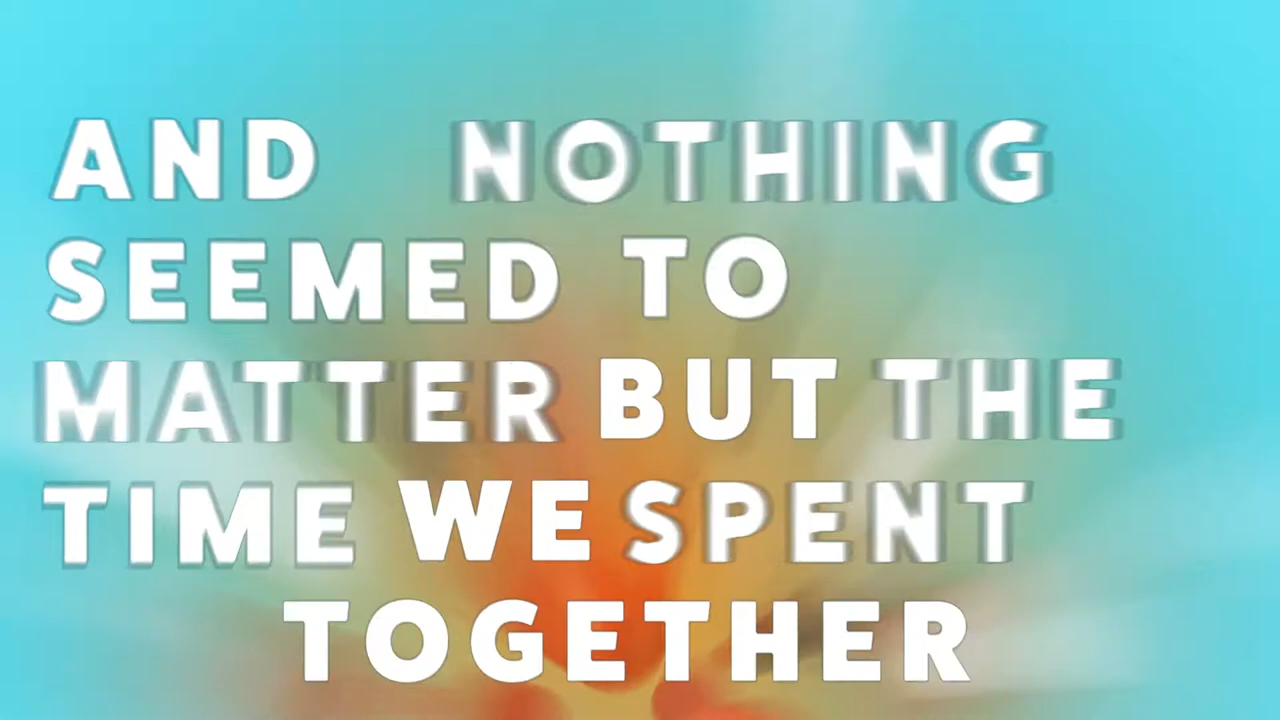 AND NOTHING
SEEMED TO
MATTER BUT THE
TIME WE SPENT
TOGETHER